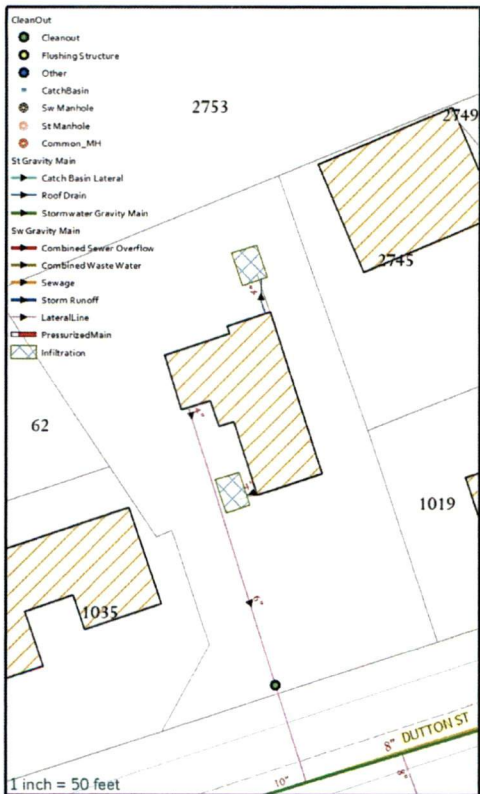 CleanOut
Cleanout
Flushing Structure
Other
CatchBasin
Sw Manhole
St Manhole
Common_MH
St Gravity Main
Catch Basin Lateral
Roof Drain
Stormwater Gravity Main
Sw Gravity Main
Combined Sewer Overflow
Combined Waste Water
Sewage
Storm Runoff
LateralLine
PressurizedMain
Infiltration
2753
2749
2745
62
1019
1035
8"
DUTTON ST
10"
1 inch = 50 feet